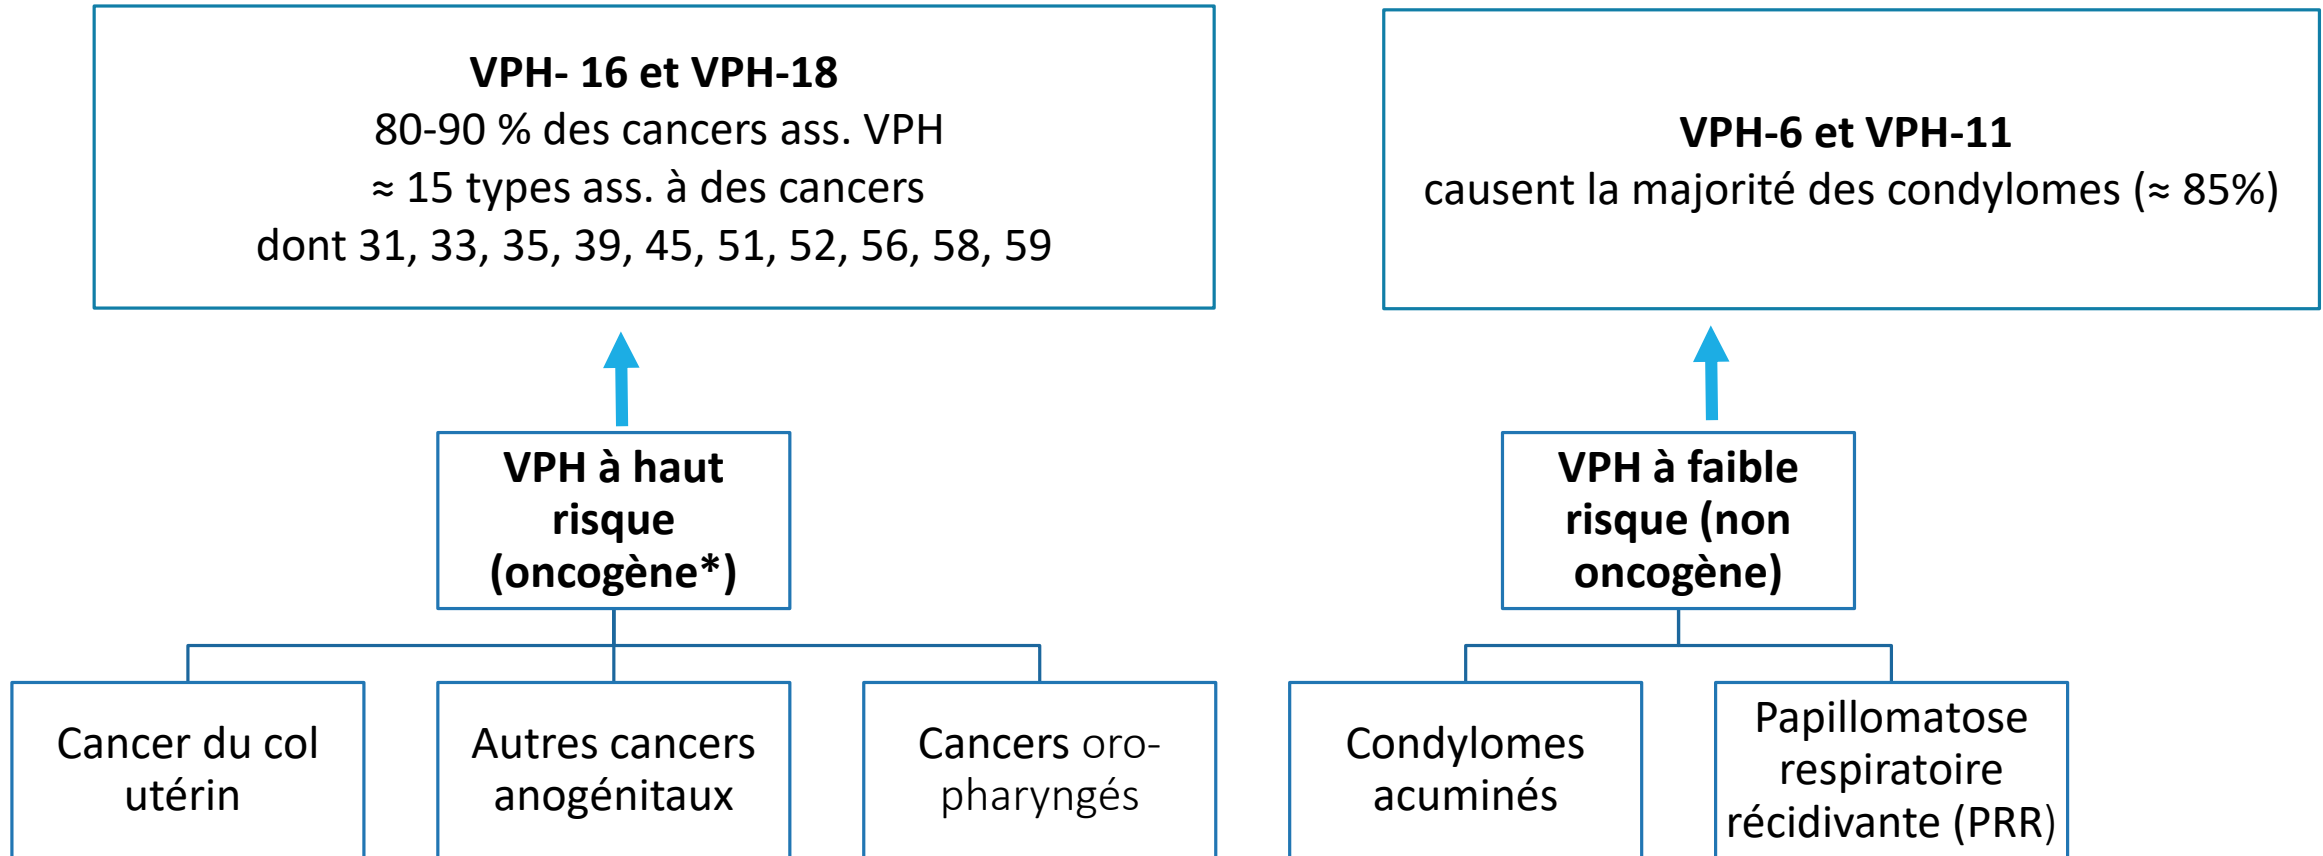 VPH- 16 et VPH-18
80-90 % des cancers ass. VPH
≈ 15 types ass. à des cancers
dont 31, 33, 35, 39, 45, 51, 52, 56, 58, 59
VPH-6 et VPH-11
causent la majorité des condylomes (≈ 85%)
VPH à haut
risque
(oncogène*)
VPH à faible
risque (non
oncogène)
Cancer du col
utérin
Autres cancers
anogénitaux
Cancers oro-
pharyngés
Condylomes
acuminés
Papillomatose
respiratoire
récidivante (PRR)